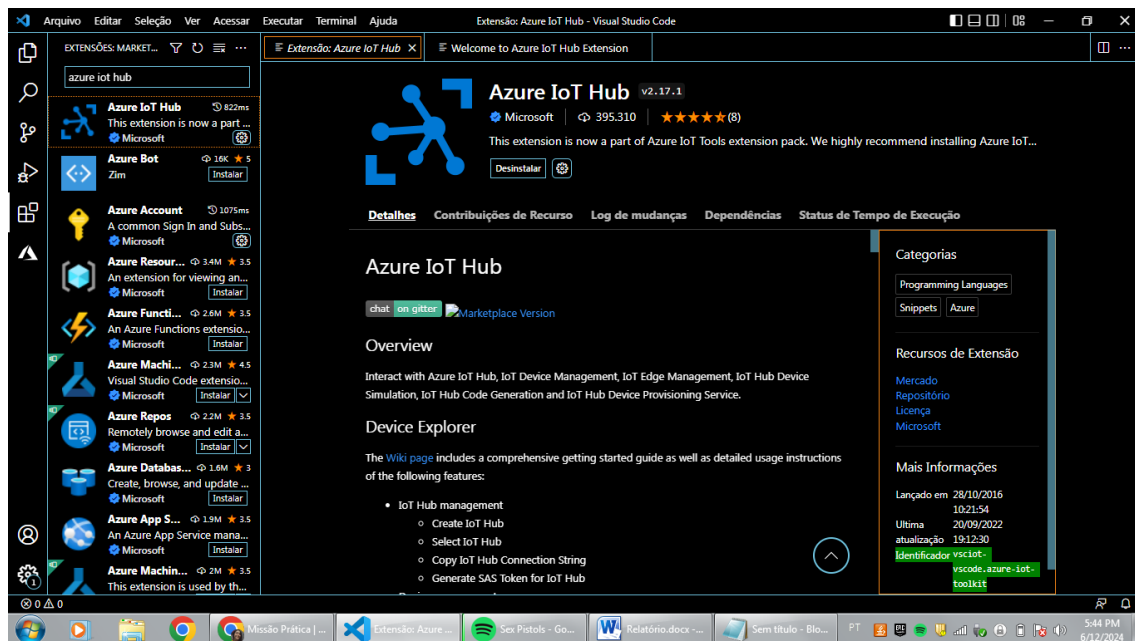 Arquivo Editar Seleção Ver Acessar Executar Terminal Ajuda
Extensão: Azure IoT Hub - Visual Studio Code
EXTENSÕES: MARKET...
azure iot hub
Azure IoT Hub 822ms
This extension is now a part ...
Microsoft
Azure Bot 16K 5
Zim Instalar
Azure Account 1075ms
A common Sign In and Subs...
Microsoft
Azure Resour... 3.4M 3.5
An extension for viewing an...
Microsoft Instalar
Azure Functi... 2.6M 3.5
An Azure Functions extensio...
Microsoft Instalar
Azure Machi... 2.3M 4.5
Visual Studio Code extensio...
Microsoft Instalar
Azure Repos 2.2M 3.5
Remotely browse and edit a...
Microsoft Instalar
Azure Databas... 1.6M 3
Create, browse, and update ...
Microsoft Instalar
Azure App S... 1.9M 3.5
An Azure App Service mana...
Microsoft Instalar
Azure Machin... 2M 3.5
This extension is used by th...
1
Extensão: Azure IoT Hub
Welcome to Azure IoT Hub Extension
Azure IoT Hub v2.17.1
Microsoft 395.310 (8)
This extension is now a part of Azure IoT Tools extension pack. We highly recommend installing Azure IoT...
Desinstalar
Detalhes Contribuições de Recurso Log de mudanças Dependências Status de Tempo de Execução
Azure IoT Hub
chat on gitter Marketplace Version
Overview
Interact with Azure IoT Hub, IoT Device Management, IoT Edge Management, IoT Hub Device
Simulation, IoT Hub Code Generation and IoT Hub Device Provisioning Service.
Device Explorer
The Wiki page includes a comprehensive getting started guide as well as detailed usage instructions
of the following features:
IoT Hub management
Create IoT Hub
Select IoT Hub
Copy IoT Hub Connection String
Generate SAS Token for IoT Hub
Categorias
Programming Languages
Snippets Azure
Recursos de Extensão
Mercado
Repositório
Licença
Microsoft
Mais Informações
Lançado em 28/10/2016
10:21:54
Ultima 20/09/2022
atualização 19:12:30
Identificador vsciot-
vscode.azure-iot-
toolkit
0 0
Missão Prática | ...
Extensão: Azure ...
Sex Pistols - Go...
Relatório.docx -...
Sem título - Blo...
PT
5:44 PM
6/12/2024